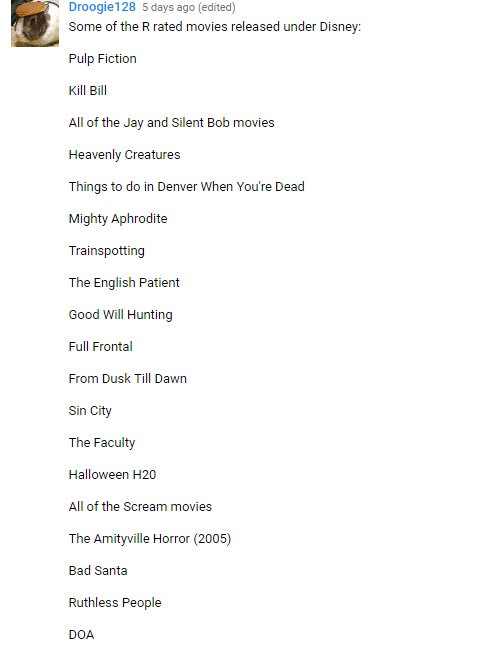 Droogie128 5 days ago (edited)
Some of the R rated movies released under Disney:
Pulp Fiction
Kill Bill
All of the Jay and Silent Bob movies
Heavenly Creatures
Things to do in Denver When You're Dead
Mighty Aphrodite
Trainspotting
The English Patient
Good Will Hunting
Full Frontal
From Dusk Till Dawn
Sin City
The Faculty
Halloween H20
All of the Scream movies
The Amityville Horror (2005)
Bad Santa
Ruthless People
DOA